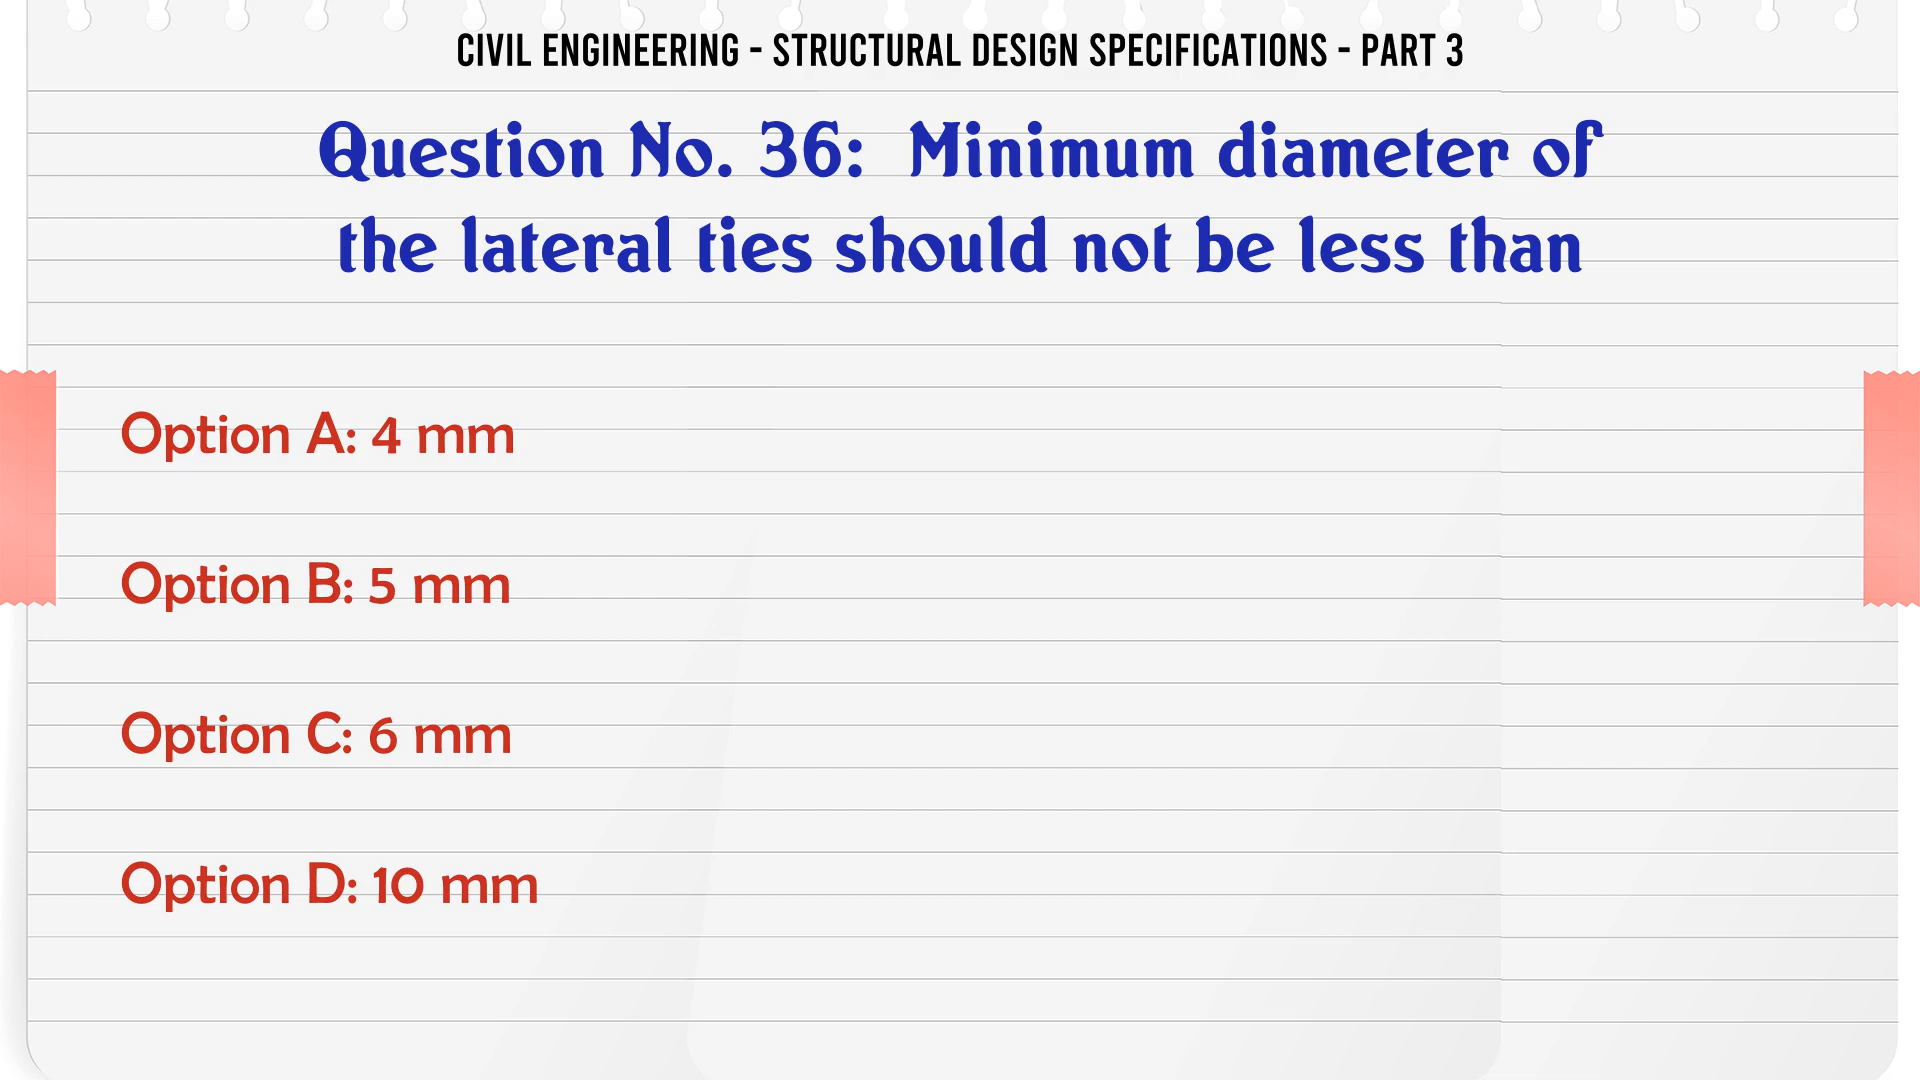 CIVIL ENGINEERING - STRUCTURAL DESIGN SPECIFICATIONS - PART 3
Question No. 36: Minimum diameter of
the lateral ties should not be less than
Option A: 4 mm
Option B: 5 mm
Option C: 6 mm
Option D: 10 mm